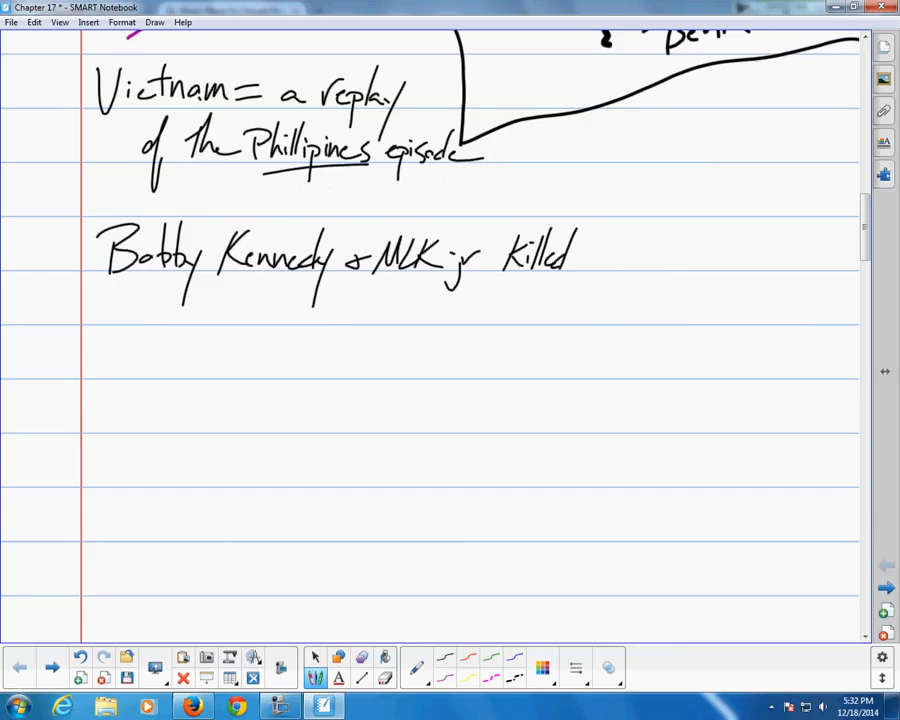 Chapter 17 * - SMART Notebook
File Edit View Insert Format Draw Help
Vietnam = a replay
of the Phillipines episode
Bobby Kennedy & MLK jr killed
5:32 PM
12/18/2014